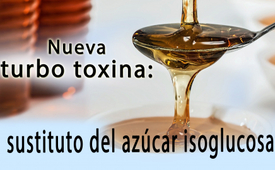 Nueva
turbo toxina:
sustituto del azúcar isoglucosa